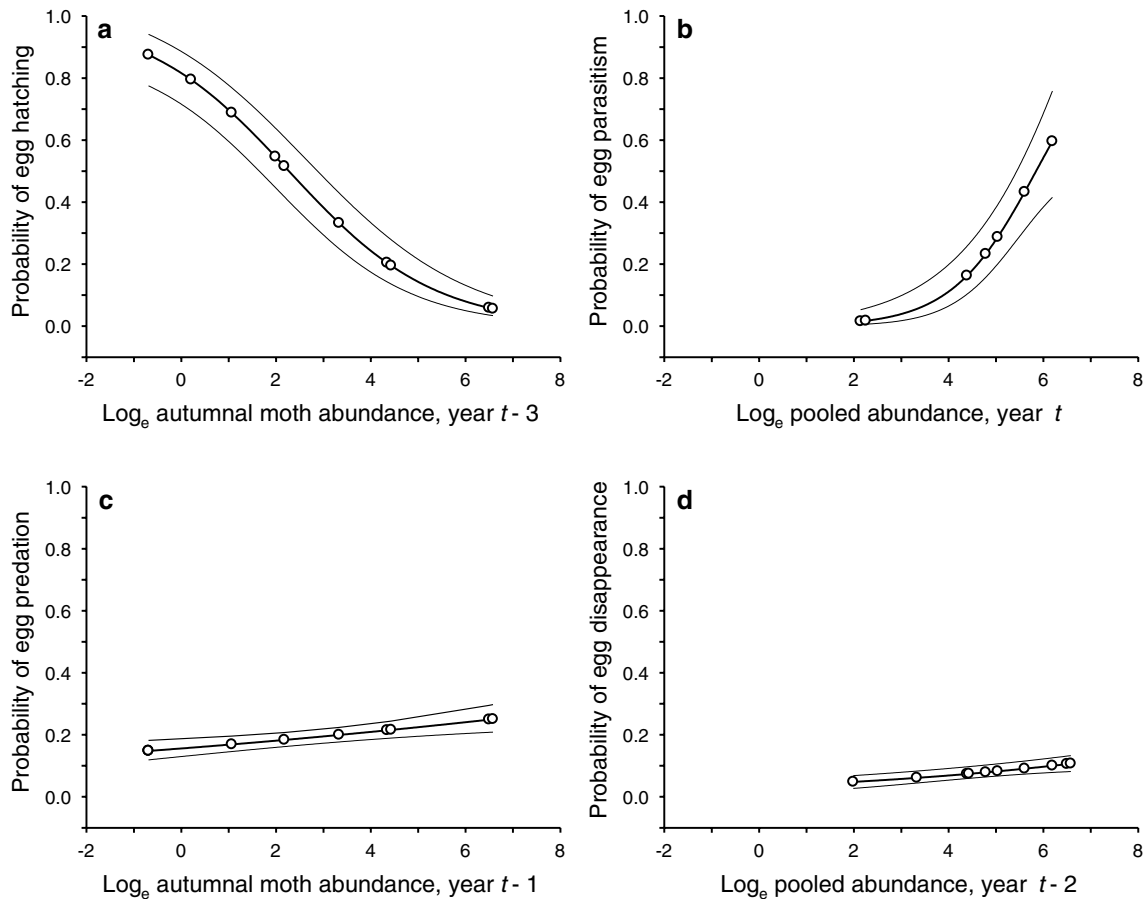 a
Probability of egg hatching
1.0
0.8
0.6
0.4
0.2
0.0
-2 0 2 4 6 8
Log_e autumnal moth abundance, year t - 3
b
Probability of egg parasitism
1.0
0.8
0.6
0.4
0.2
0.0
-2 0 2 4 6 8
Log_e pooled abundance, year t
c
Probability of egg predation
1.0
0.8
0.6
0.4
0.2
0.0
-2 0 2 4 6 8
Log_e autumnal moth abundance, year t - 1
d
Probability of egg disappearance
1.0
0.8
0.6
0.4
0.2
0.0
-2 0 2 4 6 8
Log_e pooled abundance, year t - 2